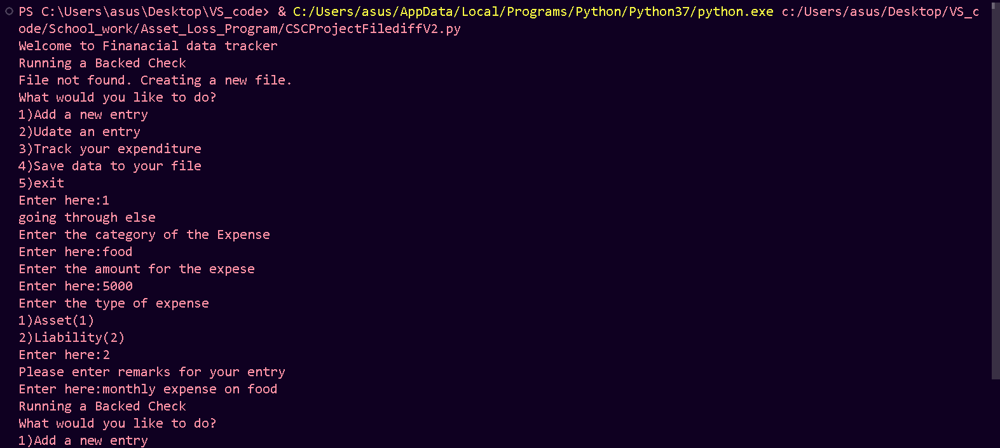 PS C:\Users\asus\Desktop\VS_code> & C:/Users/asus/AppData/Local/Programs/Python/Python37/python.exe c:/Users/asus/Desktop/VS_c
ode/School_work/Asset_Loss_Program/CSCProjectFilediffV2.py
Welcome to Finanacial data tracker
Running a Backed Check
File not found. Creating a new file.
What would you like to do?
1)Add a new entry
2)Udate an entry
3)Track your expenditure
4)Save data to your file
5)exit
Enter here:1
going through else
Enter the category of the Expense
Enter here:food
Enter the amount for the expese
Enter here:5000
Enter the type of expense
1)Asset(1)
2)Liability(2)
Enter here:2
Please enter remarks for your entry
Enter here:monthly expense on food
Running a Backed Check
What would you like to do?
1)Add a new entry